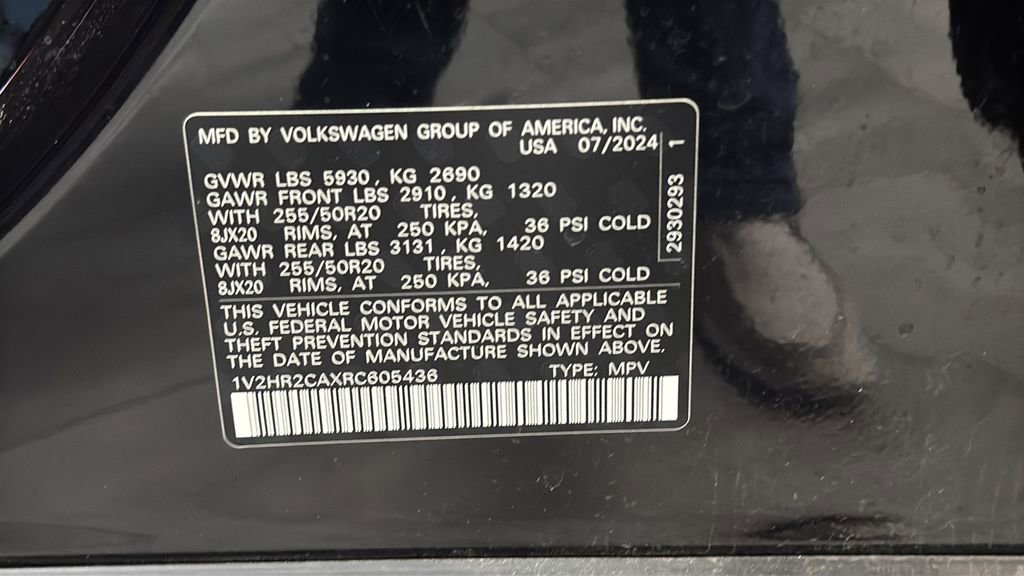 MFD BY VOLKSWAGEN GROUP OF AMERICA, INC.
USA 07/2024
GVWR LBS 5930, KG 2690
GAWR FRONT LBS 2910, KG 1320
WITH 255/50R20 TIRES,
8JX20 RIMS, AT 250 KPA, 36 PSI COLD
GAWR REAR LBS 3131, KG 1420
WITH 255/50R20 TIRES,
8JX20 RIMS, AT 250 KPA, 36 PSI COLD
THIS VEHICLE CONFORMS TO ALL APPLICABLE
U.S. FEDERAL MOTOR VEHICLE SAFETY AND
THEFT PREVENTION STANDARDS IN EFFECT ON
THE DATE OF MANUFACTURE SHOWN ABOVE.
1V2HR2CAXRC605436 TYPE: MPV
2930293 1